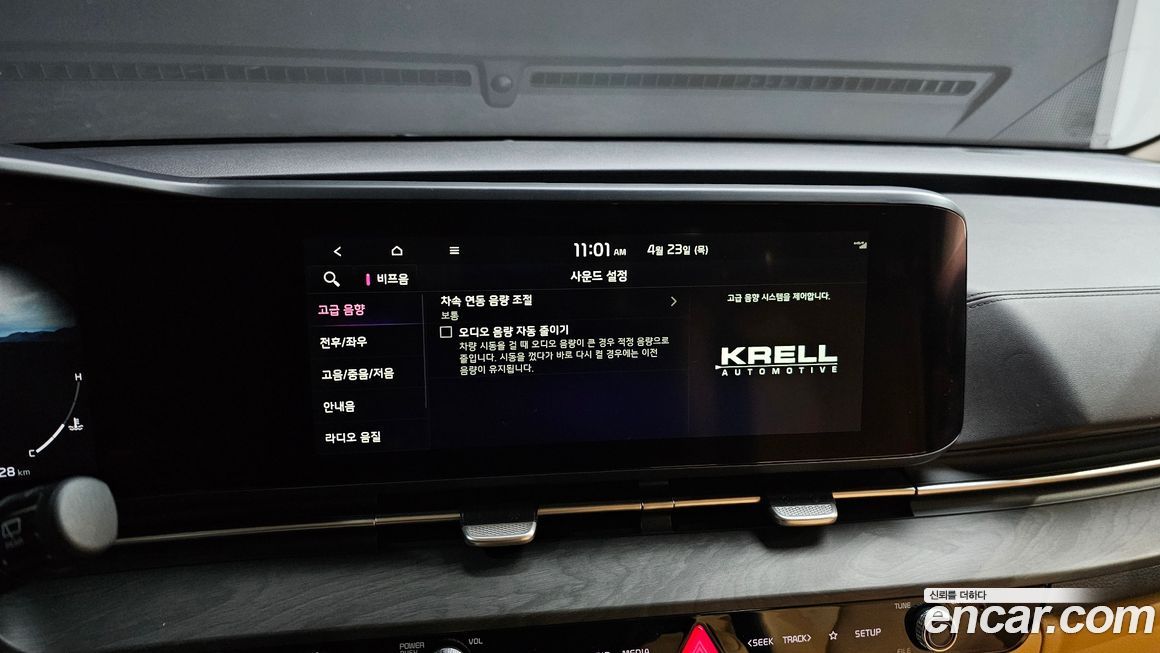 11:01 AM 4월 23일 (목)
비프음
사운드 설정
고급 음향
전후/좌우
고음/중음/저음
안내음
라디오 음질
차속 연동 음량 조절
보통
오디오 음량 자동 줄이기
차량 시동을 걸 때 오디오 음량이 큰 경우 적정 음량으로
줄입니다. 시동을 껐다가 바로 다시 켤 경우에는 이전
음량이 유지됩니다.
고급 음향 시스템을 제어합니다.
KRELL
AUTOMOTIVE
H
C
28 km
POWER
VOL
MEDIA
<SEEK
TRACK>
SETUP
TUNE
FILE
신뢰를 더하다
encar.com